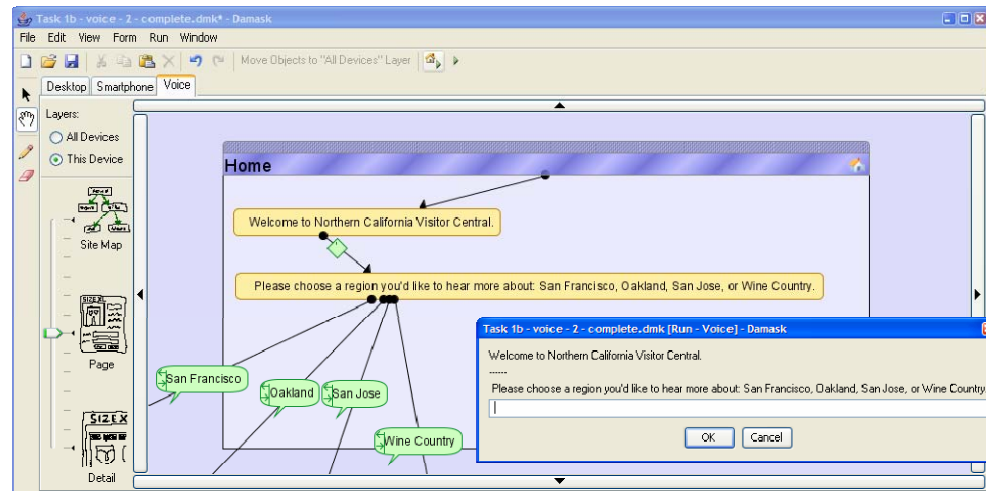 Task 1b - voice - 2 - complete.dmk* - Damask
File Edit View Form Run Window
Move Objects to "All Devices" Layer
Desktop Smartphone Voice
Layers:
All Devices
This Device
Site Map
Page
SIZEX
Detail
Home
Welcome to Northern California Visitor Central.
Please choose a region you'd like to hear more about: San Francisco, Oakland, San Jose, or Wine Country.
San Francisco
Oakland
San Jose
Wine Country
Task 1b - voice - 2 - complete.dmk [Run - Voice] - Damask
Welcome to Northern California Visitor Central.
------
Please choose a region you'd like to hear more about: San Francisco, Oakland, San Jose, or Wine Country.
OK Cancel